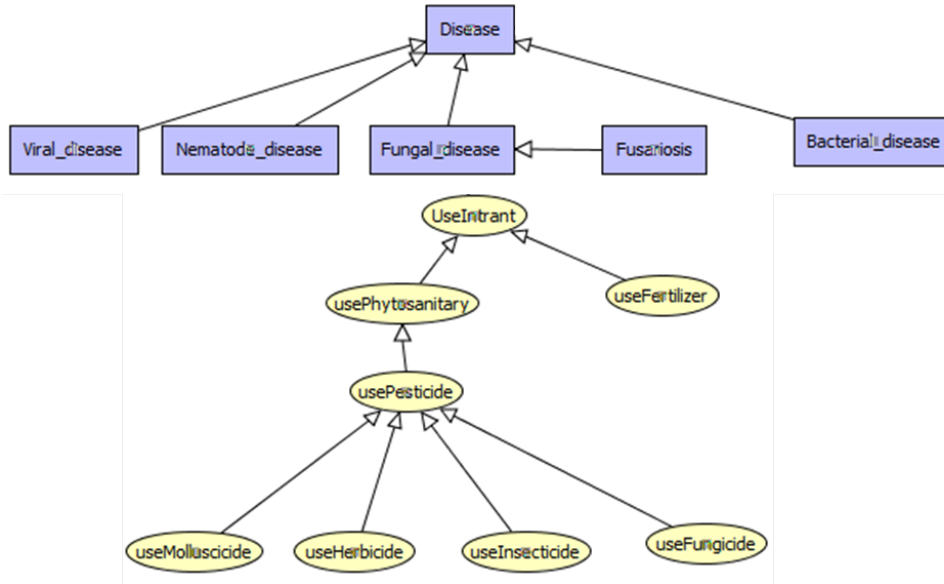 Disease
Viral_disease
Nematode_disease
Fungal_disease
Fusariosis
Bacterial_disease
UseIntrant
usePhytosanitary
useFertilizer
usePesticide
useMolluscicide
useHerbicide
useInsecticide
useFungicide